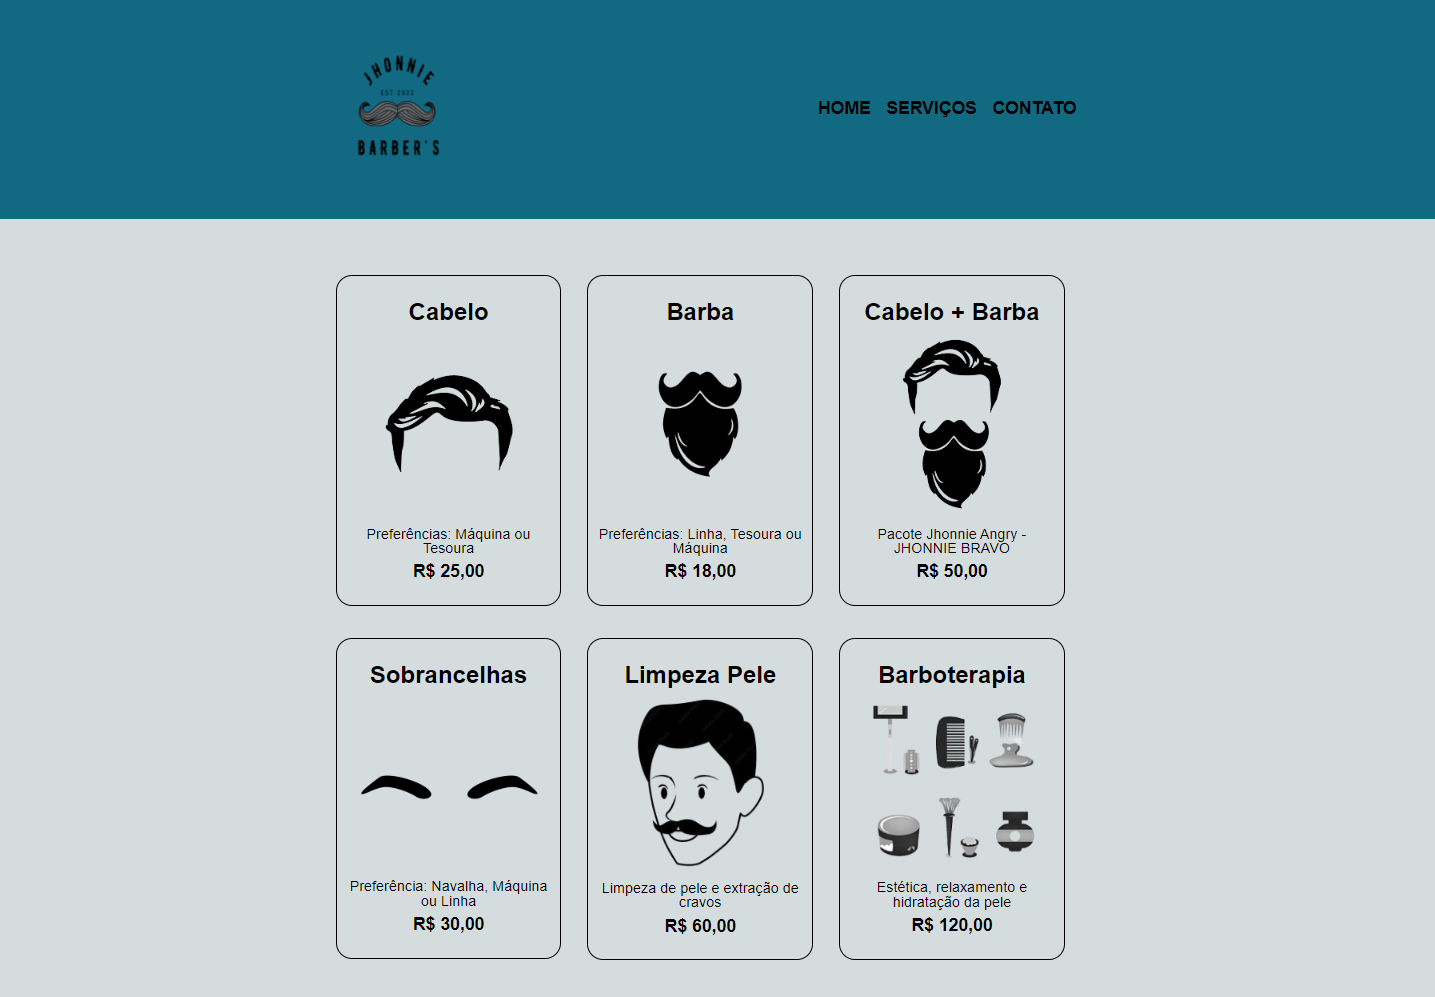 JHONNIE
EST 2022
BARBER'S
HOME SERVIÇOS CONTATO
Cabelo
Preferências: Máquina ou
Tesoura
R$ 25,00
Barba
Preferências: Linha, Tesoura ou
Máquina
R$ 18,00
Cabelo + Barba
Pacote Jhonnie Angry -
JHONNIE BRAVO
R$ 50,00
Sobrancelhas
Preferência: Navalha, Máquina
ou Linha
R$ 30,00
Limpeza Pele
Limpeza de pele e extração de
cravos
R$ 60,00
Barboterapia
Estética, relaxamento e
hidratação da pele
R$ 120,00